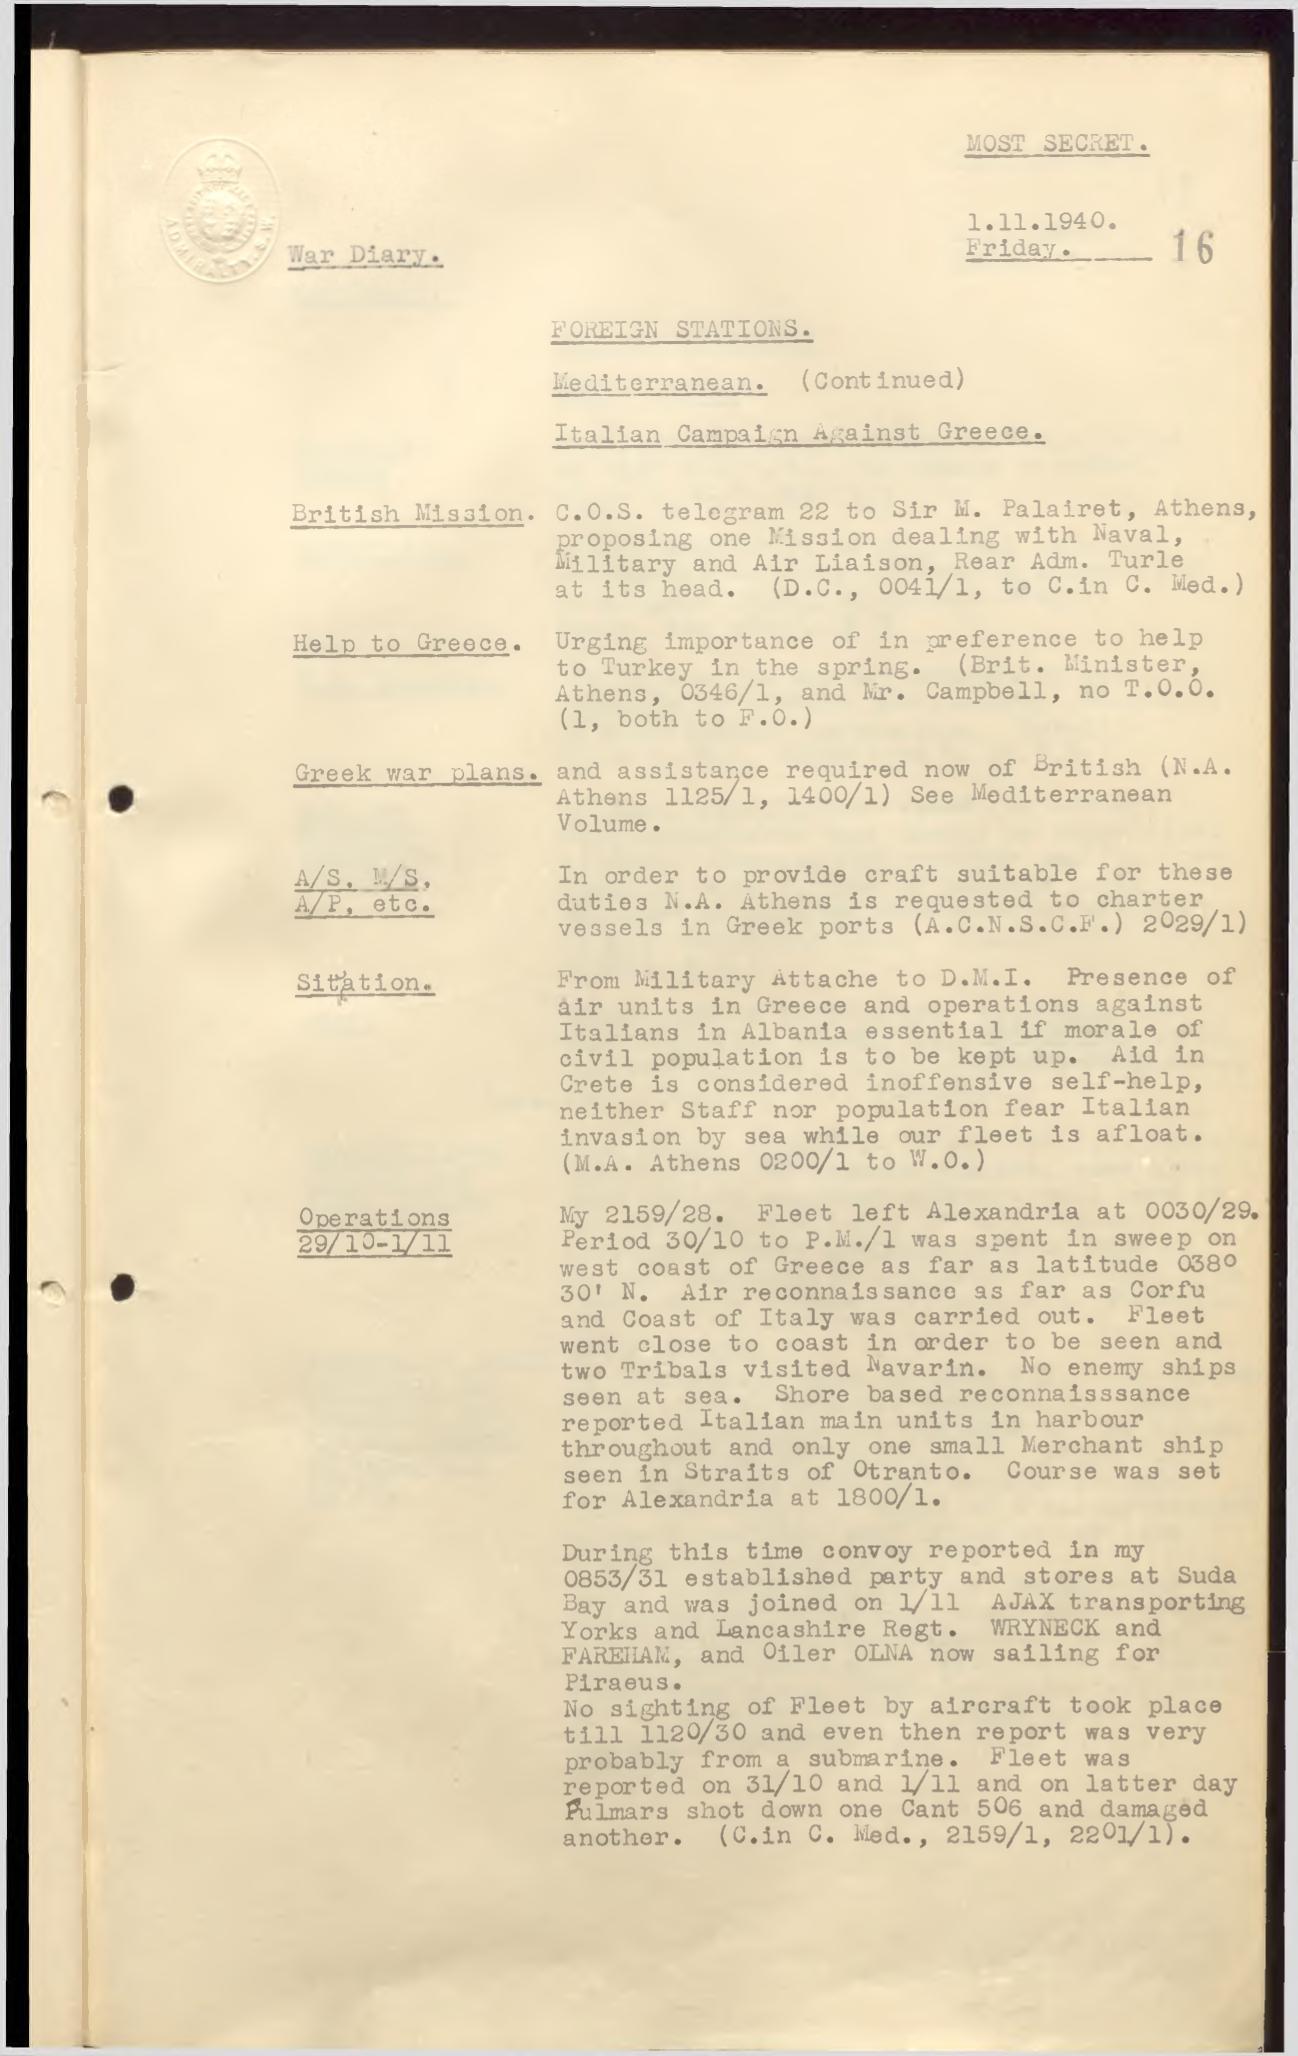 MOST SECRET.
1.11.1940.
Friday. 16
ADMIRALTY. S.W.
War Diary.
FOREIGN STATIONS.
Mediterranean. (Continued)
Italian Campaign Against Greece.
British Mission. C.O.S. telegram 22 to Sir M. Palairet, Athens,
proposing one Mission dealing with Naval,
Military and Air Liaison, Rear Adm. Turle
at its head. (D.C., 0041/1, to C.in C. Med.)
Help to Greece. Urging importance of in preference to help
to Turkey in the spring. (Brit. Minister,
Athens, 0346/1, and Mr. Campbell, no T.O.O.
(1, both to F.O.)
Greek war plans. and assistance required now of British (N.A.
Athens 1125/1, 1400/1) See Mediterranean
Volume.
A/S. M/S. In order to provide craft suitable for these
A/P, etc. duties N.A. Athens is requested to charter
vessels in Greek ports (A.C.N.S.C.F.) 2029/1)
Sitation. From Military Attache to D.M.I. Presence of
air units in Greece and operations against
Italians in Albania essential if morale of
civil population is to be kept up. Aid in
Crete is considered inoffensive self-help,
neither Staff nor population fear Italian
invasion by sea while our fleet is afloat.
(M.A. Athens 0200/1 to W.O.)
Operations My 2159/28. Fleet left Alexandria at 0030/29.
29/10-1/11 Period 30/10 to P.M./1 was spent in sweep on
west coast of Greece as far as latitude 038°
30' N. Air reconnaissance as far as Corfu
and Coast of Italy was carried out. Fleet
went close to coast in order to be seen and
two Tribals visited Navarin. No enemy ships
seen at sea. Shore based reconnaisssance
reported Italian main units in harbour
throughout and only one small Merchant ship
seen in Straits of Otranto. Course was set
for Alexandria at 1800/1.
During this time convoy reported in my
0853/31 established party and stores at Suda
Bay and was joined on 1/11 AJAX transporting
Yorks and Lancashire Regt. WRYNECK and
FAREHAM, and Oiler OLNA now sailing for
Piraeus.
No sighting of Fleet by aircraft took place
till 1120/30 and even then report was very
probably from a submarine. Fleet was
reported on 31/10 and 1/11 and on latter day
Fulmars shot down one Cant 506 and damaged
another. (C.in C. Med., 2159/1, 2201/1).